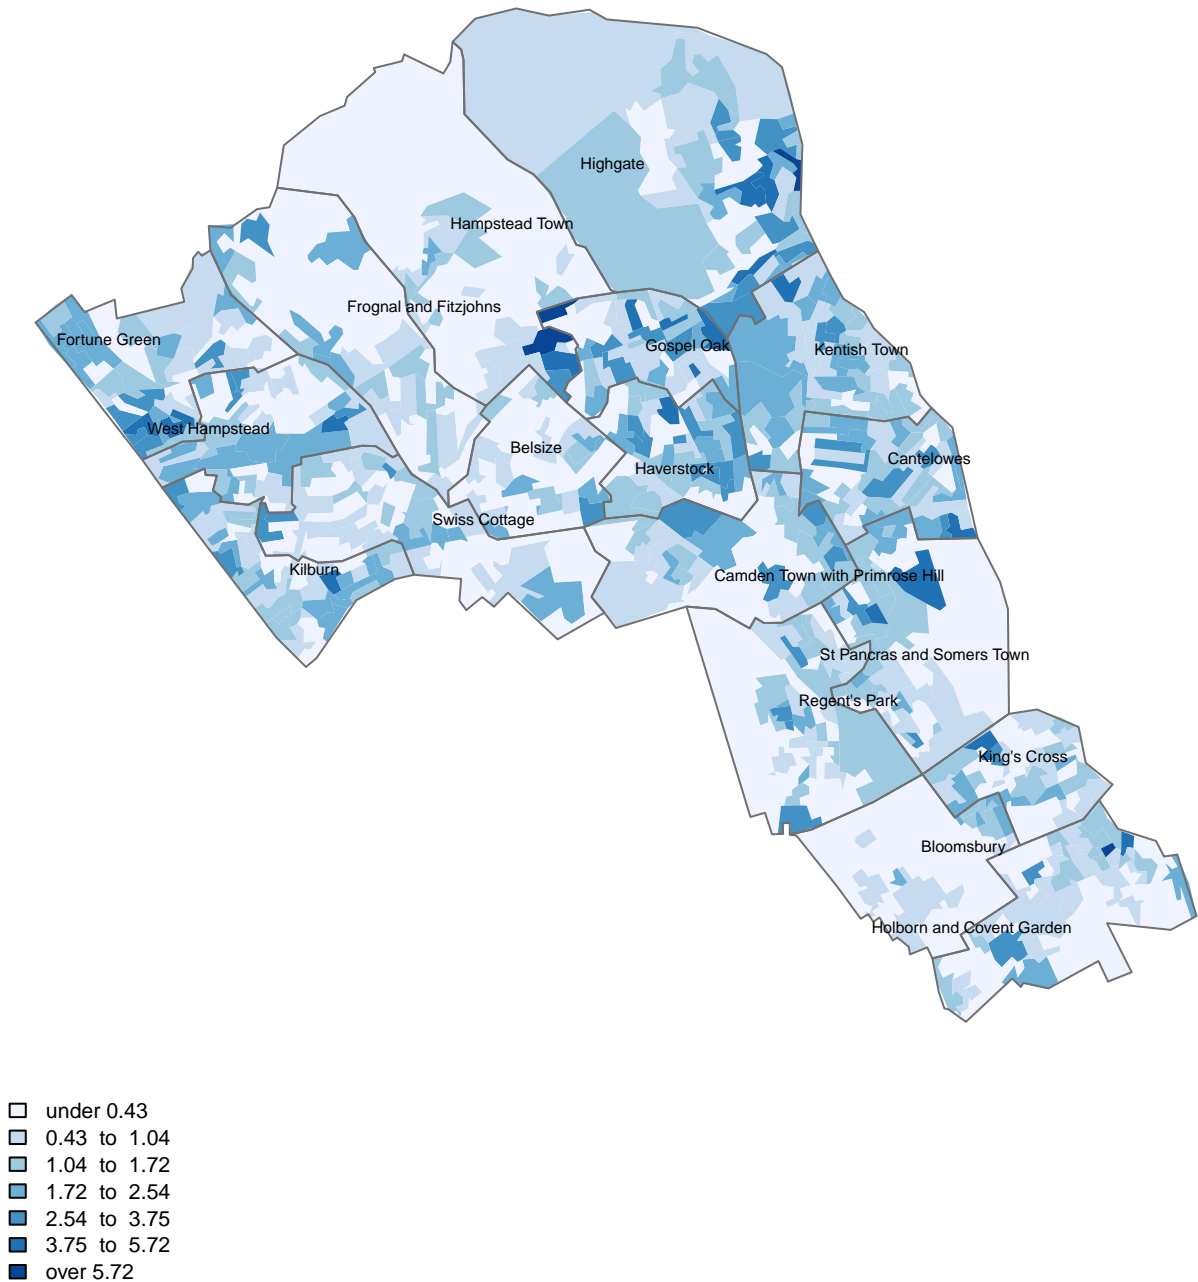 Highgate
Hampstead Town
Frognal and Fitzjohns
Fortune Green
Gospel Oak
Kentish Town
West Hampstead
Belsize
Haverstock
Cantelowes
Swiss Cottage
Kilburn
Camden Town with Primrose Hill
St Pancras and Somers Town
Regent's Park
King's Cross
Bloomsbury
Holborn and Covent Garden
under 0.43
0.43 to 1.04
1.04 to 1.72
1.72 to 2.54
2.54 to 3.75
3.75 to 5.72
over 5.72